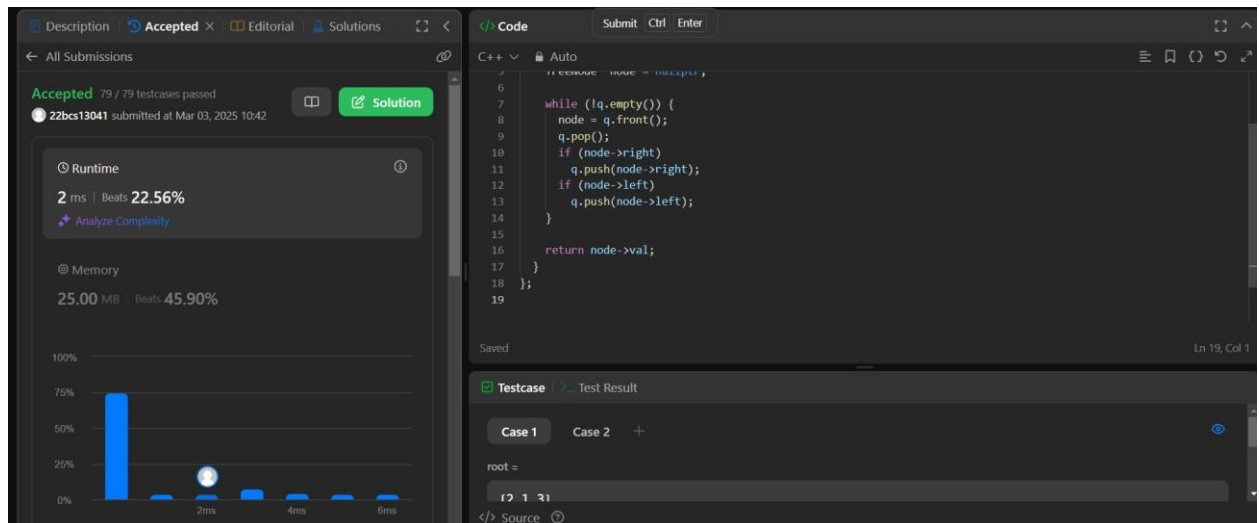 Description
Accepted ×
Editorial
Solutions
← All Submissions
Accepted 79 / 79 testcases passed
22bcs13041 submitted at Mar 03, 2025 10:42
Solution
Runtime
2 ms | Beats 22.56%
Analyze Complexity
Memory
25.00 MB | Beats 45.90%
100%
75%
50%
25%
0%
2ms
4ms
6ms
</> Code
Submit Ctrl Enter
C++
Auto
6
7 while (!q.empty()) {
8 node = q.front();
9 q.pop();
10 if (node->right)
11 q.push(node->right);
12 if (node->left)
13 q.push(node->left);
14 }
15
16 return node->val;
17 }
18 };
19
Saved
Ln 19, Col 1
Testcase
>_ Test Result
Case 1
Case 2
+
root =
[2,1,3]
</> Source